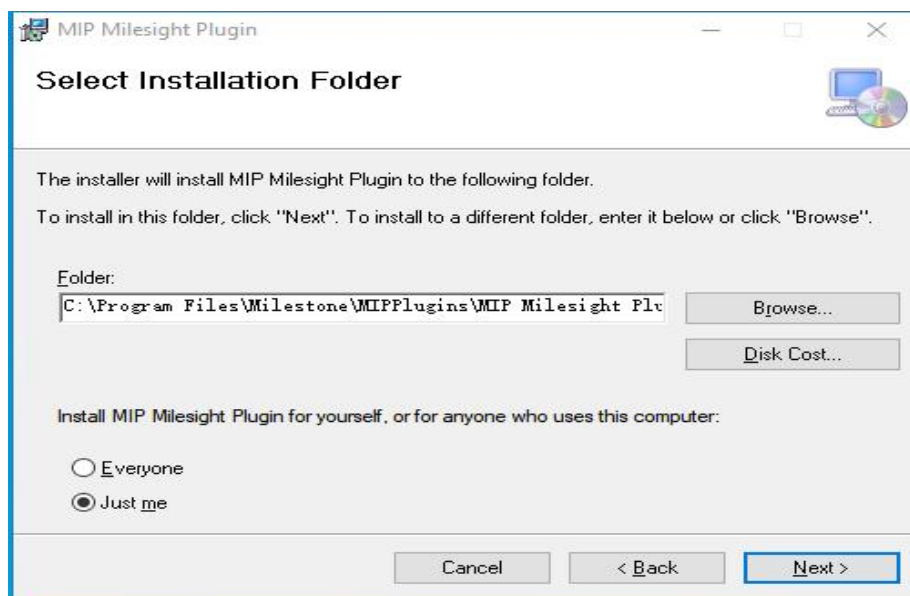 MIP Milesight Plugin
Select Installation Folder
The installer will install MIP Milesight Plugin to the following folder.
To install in this folder, click "Next". To install to a different folder, enter it below or click "Browse".
Folder:
C:\Program Files\Milestone\MIPPlugins\MIP Milesight Plu
Browse...
Disk Cost...
Install MIP Milesight Plugin for yourself, or for anyone who uses this computer:
Everyone
Just me
Cancel
< Back
Next >